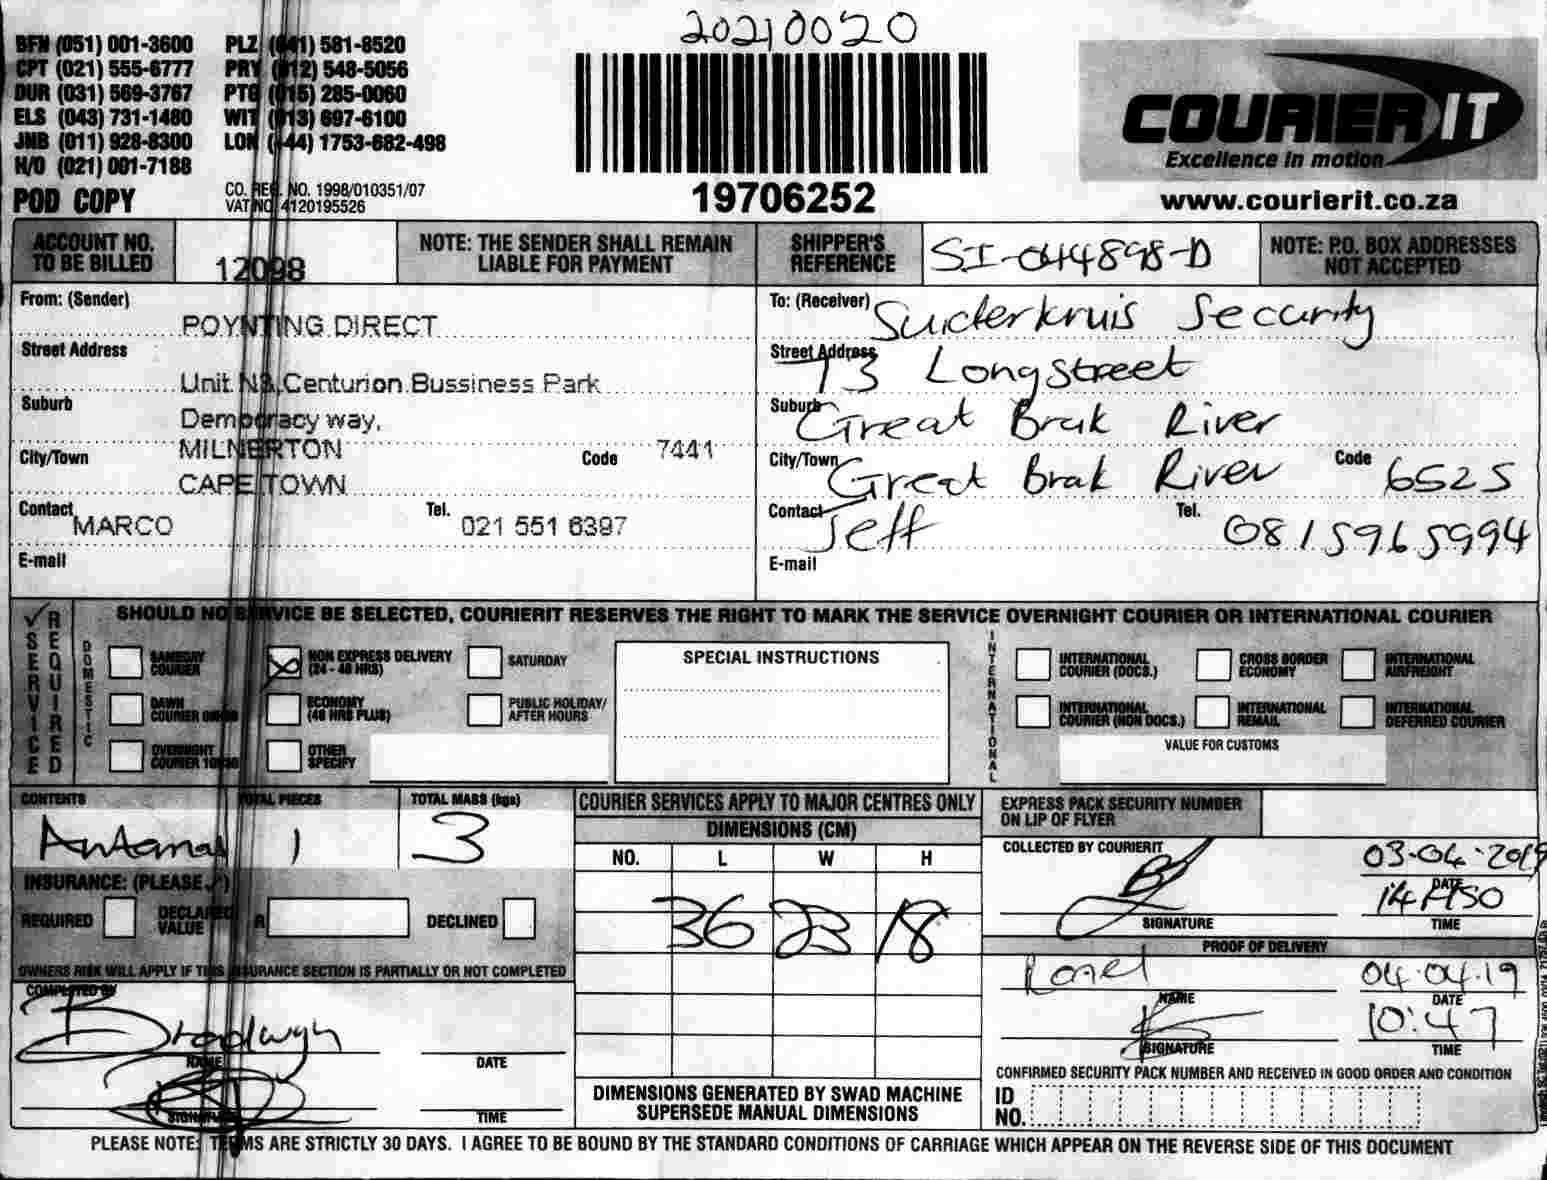 20210020
BFN (051) 001-3600 PLZ (041) 581-8520
CPT (021) 555-6777 PRY (012) 548-5056
DUR (031) 569-3767 PTG (015) 285-0060
ELS (043) 731-1480 WIT (013) 697-6100
JNB (011) 928-8300 LON (+44) 1753-682-498
H/O (021) 001-7188
POD COPY
CO. REG. NO. 1998/010351/07
VAT NO. 4120195526
19706252
COURIER IT
Excellence in motion
www.courierit.co.za
ACCOUNT NO. TO BE BILLED
12098
NOTE: THE SENDER SHALL REMAIN
LIABLE FOR PAYMENT
SHIPPER'S
REFERENCE
SI-044898-D
NOTE: P.O. BOX ADDRESSES
NOT ACCEPTED
From: (Sender)
POYNTING DIRECT
Street Address
Unit N3, Centurion Bussiness Park
Suburb
Democracy way,
MILNERTON
City/Town
Code 7441
CAPE TOWN
Contact MARCO
Tel. 021 551 6397
E-mail
To: (Receiver) Suiderkruis Security
Street Address 73 Longstreet
Suburb Great Brak River
City/Town Great Brak River Code 6525
Contact Jeff Tel. 0815965994
E-mail
✓ SERVICE REQUIRED
SHOULD NO SERVICE BE SELECTED, COURIERIT RESERVES THE RIGHT TO MARK THE SERVICE OVERNIGHT COURIER OR INTERNATIONAL COURIER
DOMESTIC
SAMEDAY
COURIER
NON EXPRESS DELIVERY
(24 - 48 HRS)
SATURDAY
DAWN
COURIER
ECONOMY
(48 HRS PLUS)
PUBLIC HOLIDAY/
AFTER HOURS
OVERNIGHT
COURIER
OTHER
SPECIFY
SPECIAL INSTRUCTIONS
INTERNATIONAL
INTERNATIONAL
COURIER (DOCS.)
CROSS BORDER
ECONOMY
INTERNATIONAL
AIRFREIGHT
INTERNATIONAL
COURIER (NON DOCS.)
INTERNATIONAL
REMAIL
INTERNATIONAL
DEFERRED COURIER
VALUE FOR CUSTOMS
CONTENTS TOTAL PIECES TOTAL MASS (kgs)
1 3
INSURANCE: (PLEASE ✓)
REQUIRED
DECLARED
VALUE
R
DECLINED
OWNERS RISK WILL APPLY IF THIS INSURANCE SECTION IS PARTIALLY OR NOT COMPLETED
COMPLETED BY
NAME
DATE
SIGNATURE
TIME
COURIER SERVICES APPLY TO MAJOR CENTRES ONLY
DIMENSIONS (CM)
NO. L W H
36 23 18
DIMENSIONS GENERATED BY SWAD MACHINE
SUPERSEDE MANUAL DIMENSIONS
EXPRESS PACK SECURITY NUMBER
ON LIP OF FLYER
COLLECTED BY COURIERIT
03-04-2019
DATE
14H50
SIGNATURE
TIME
PROOF OF DELIVERY
04.04.19
NAME
DATE
10:47
SIGNATURE
TIME
CONFIRMED SECURITY PACK NUMBER AND RECEIVED IN GOOD ORDER AND CONDITION
ID
NO.
PLEASE NOTE: TERMS ARE STRICTLY 30 DAYS. I AGREE TO BE BOUND BY THE STANDARD CONDITIONS OF CARRIAGE WHICH APPEAR ON THE REVERSE SIDE OF THIS DOCUMENT